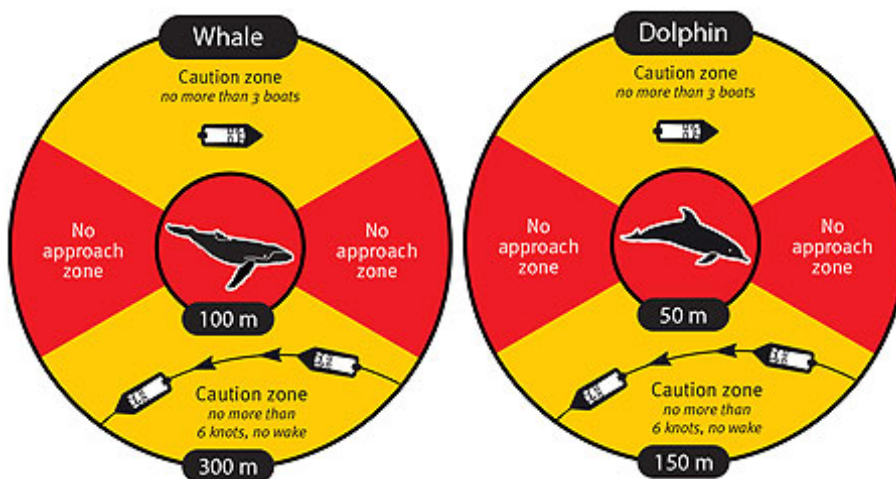 Whale
Caution zone
no more than 3 boats
No
approach
zone
No
approach
zone
100 m
Caution zone
no more than
6 knots, no wake
300 m
Dolphin
Caution zone
no more than 3 boats
No
approach
zone
No
approach
zone
50 m
Caution zone
no more than
6 knots, no wake
150 m